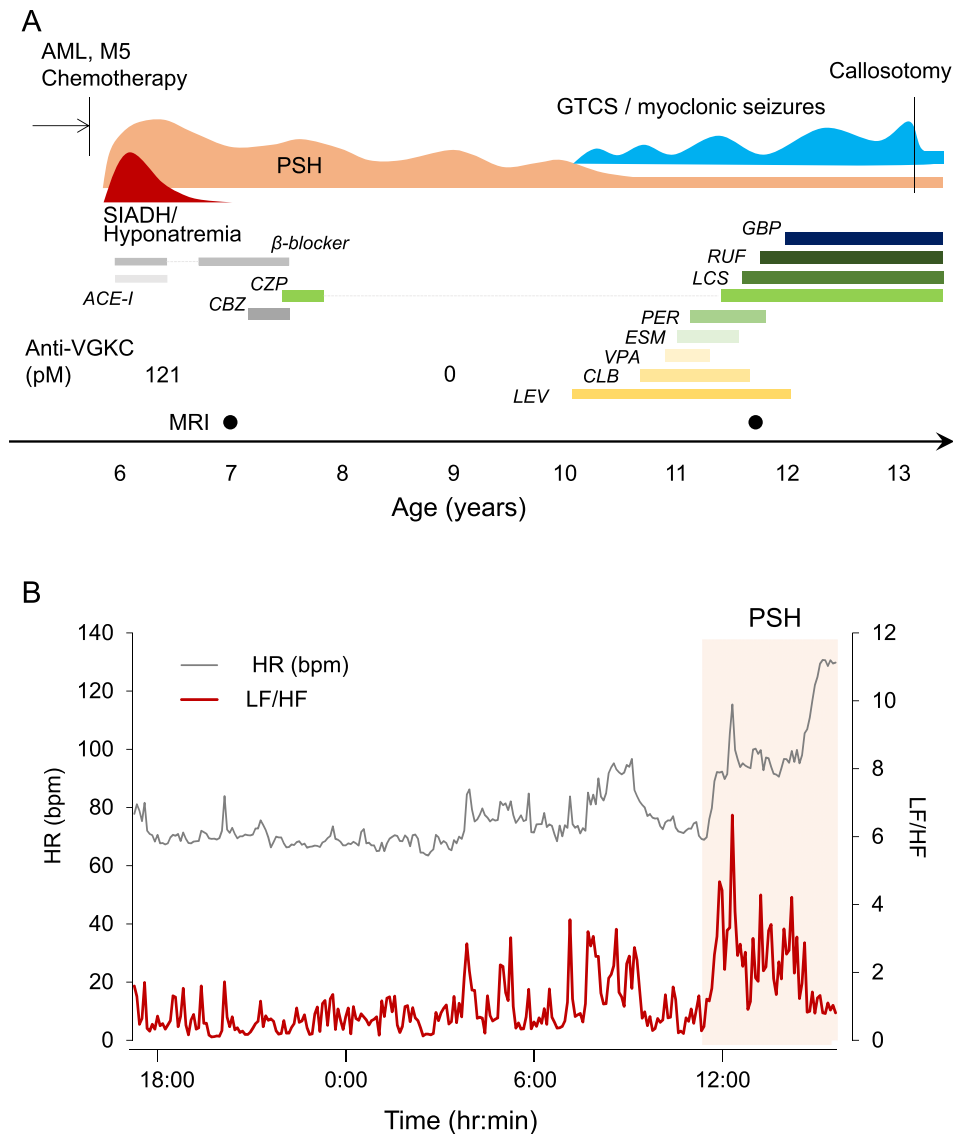 A
AML, M5
Chemotherapy
Callosotomy
GTCS / myoclonic seizures
PSH
SIADH/
Hyponatremia
β-blocker
GBP
RUF
CZP
LCS
ACE-I
CBZ
PER
ESM
Anti-VGKC
(pM)
121
0
VPA
CLB
LEV
MRI
6 7 8 9 10 11 12 13
Age (years)
B
PSH
140 12
HR (bpm)
LF/HF
120 10
100
80 8
60 6
40 4
20 2
0 0
HR (bpm)
LF/HF
18:00 0:00 6:00 12:00
Time (hr:min)